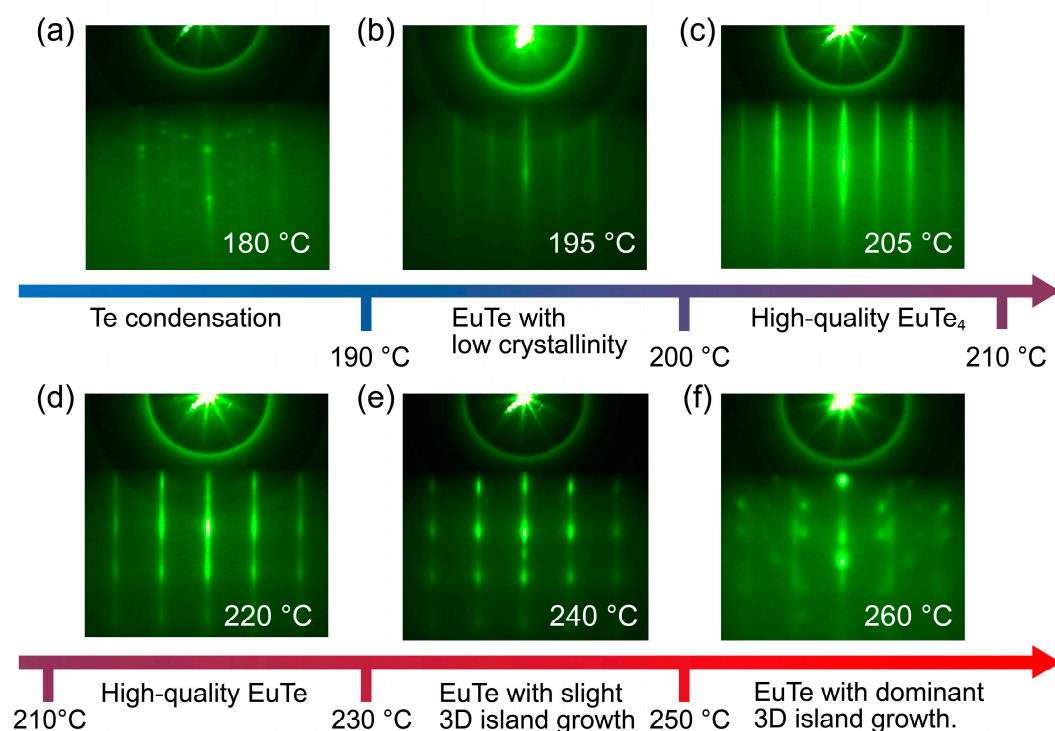 (a) (b) (c)
180 °C 195 °C 205 °C
Te condensation EuTe with High-quality EuTe₄
low crystallinity
190 °C 200 °C 210 °C
(d) (e) (f)
220 °C 240 °C 260 °C
High-quality EuTe EuTe with slight EuTe with dominant
210°C 230 °C 3D island growth 250 °C 3D island growth.